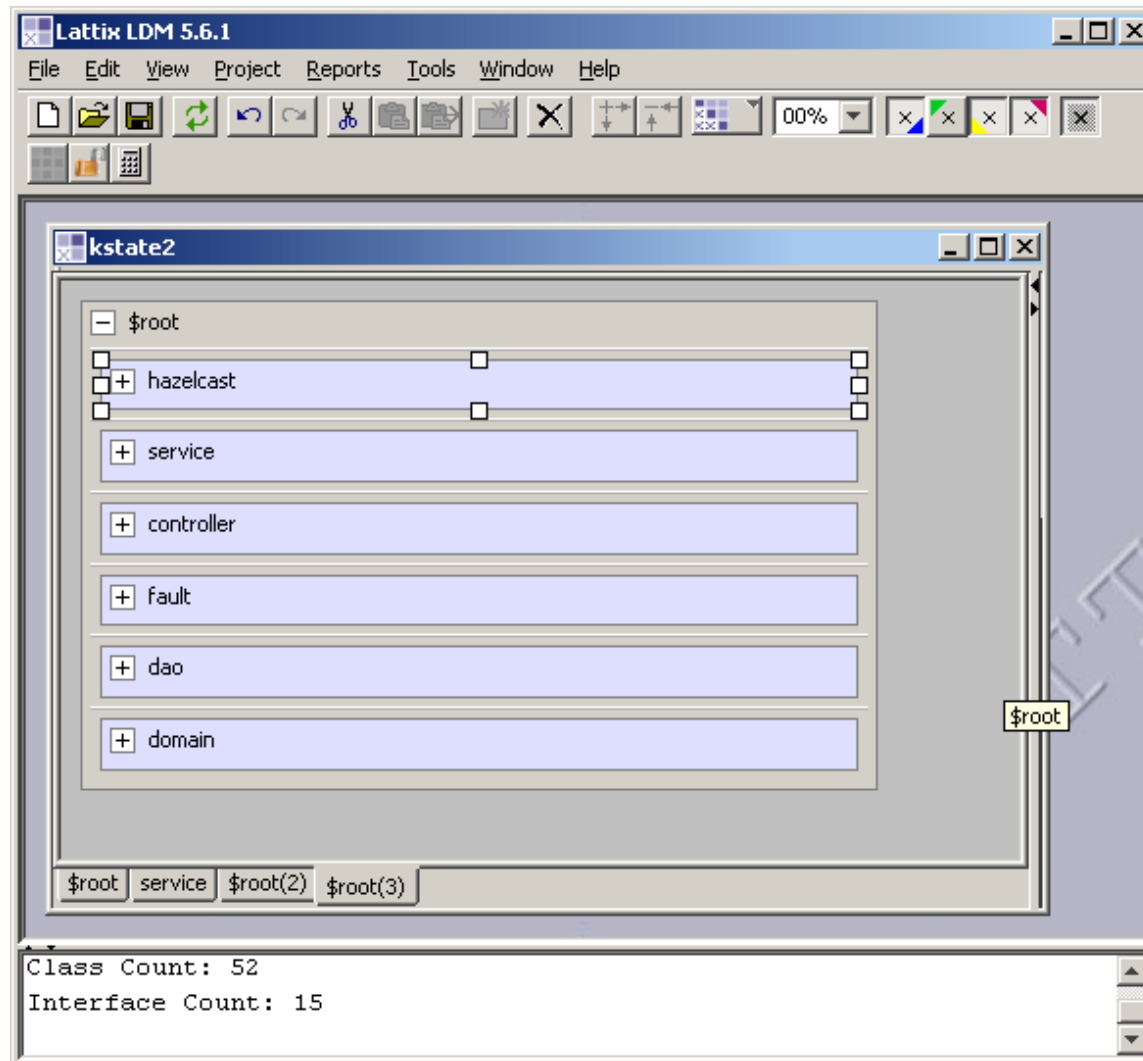 Lattix LDM 5.6.1
File Edit View Project Reports Tools Window Help
00%
kstate2
$root
hazelcast
service
controller
fault
dao
domain
$root
$root service $root(2) $root(3)
Class Count: 52
Interface Count: 15